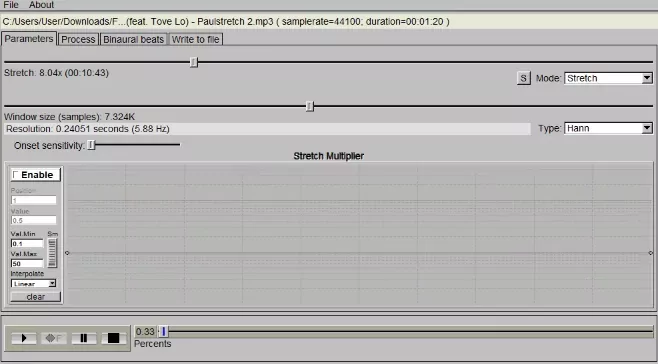 File About
C:/Users/User/Downloads/F...(feat. Tove Lo) - Paulstretch 2.mp3 ( samplerate=44100; duration=00:01:20 )
Parameters Process Binaural beats Write to file
Stretch: 8.04x (00:10:43)
S Mode: Stretch
Window size (samples): 7.324K
Resolution: 0.24051 seconds (5.88 Hz)
Type: Hann
Onset sensitivity:
Stretch Multiplier
Enable
Position
1
Value
0.5
Val.Min Sm
0.1
Val.Max
50
Interpolate
Linear
clear
F
0.33
Percents